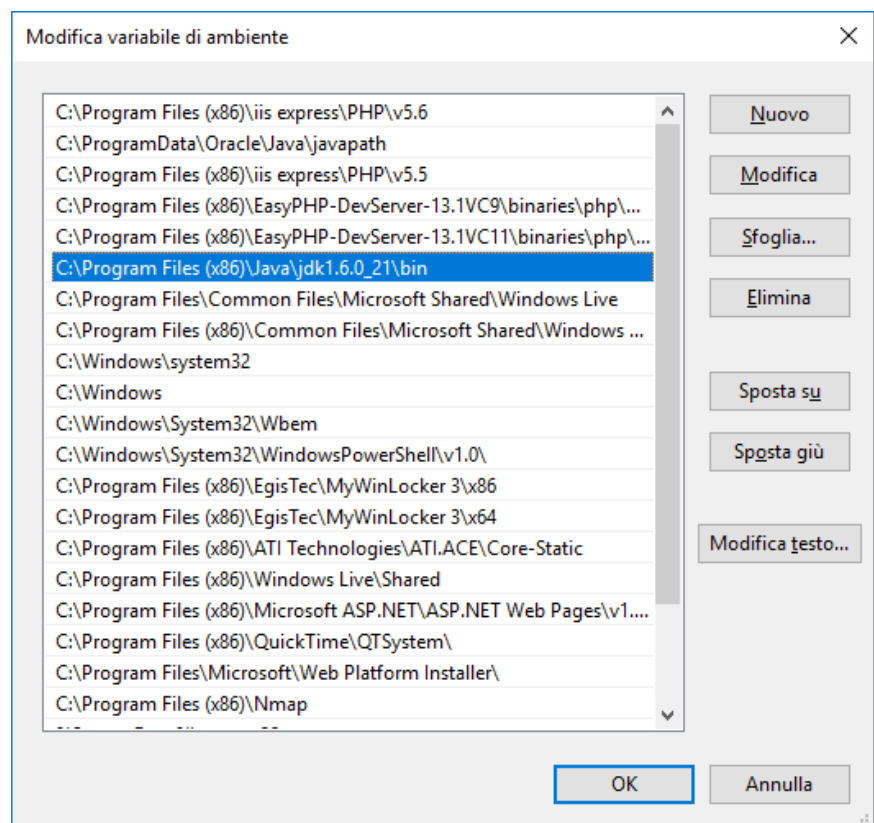 Modifica variabile di ambiente
C:\Program Files (x86)\iis express\PHP\v5.6
C:\ProgramData\Oracle\Java\javapath
C:\Program Files (x86)\iis express\PHP\v5.5
C:\Program Files (x86)\EasyPHP-DevServer-13.1VC9\binaries\php\...
C:\Program Files (x86)\EasyPHP-DevServer-13.1VC11\binaries\php\...
C:\Program Files (x86)\Java\jdk1.6.0_21\bin
C:\Program Files\Common Files\Microsoft Shared\Windows Live
C:\Program Files (x86)\Common Files\Microsoft Shared\Windows ...
C:\Windows\system32
C:\Windows
C:\Windows\System32\Wbem
C:\Windows\System32\WindowsPowerShell\v1.0\
C:\Program Files (x86)\EgisTec\MyWinLocker 3\x86
C:\Program Files (x86)\EgisTec\MyWinLocker 3\x64
C:\Program Files (x86)\ATI Technologies\ATI.ACE\Core-Static
C:\Program Files (x86)\Windows Live\Shared
C:\Program Files (x86)\Microsoft ASP.NET\ASP.NET Web Pages\v1....
C:\Program Files (x86)\QuickTime\QTSystem\
C:\Program Files\Microsoft\Web Platform Installer\
C:\Program Files (x86)\Nmap
Nuovo
Modifica
Sfoglia...
Elimina
Sposta su
Sposta giù
Modifica testo...
OK
Annulla